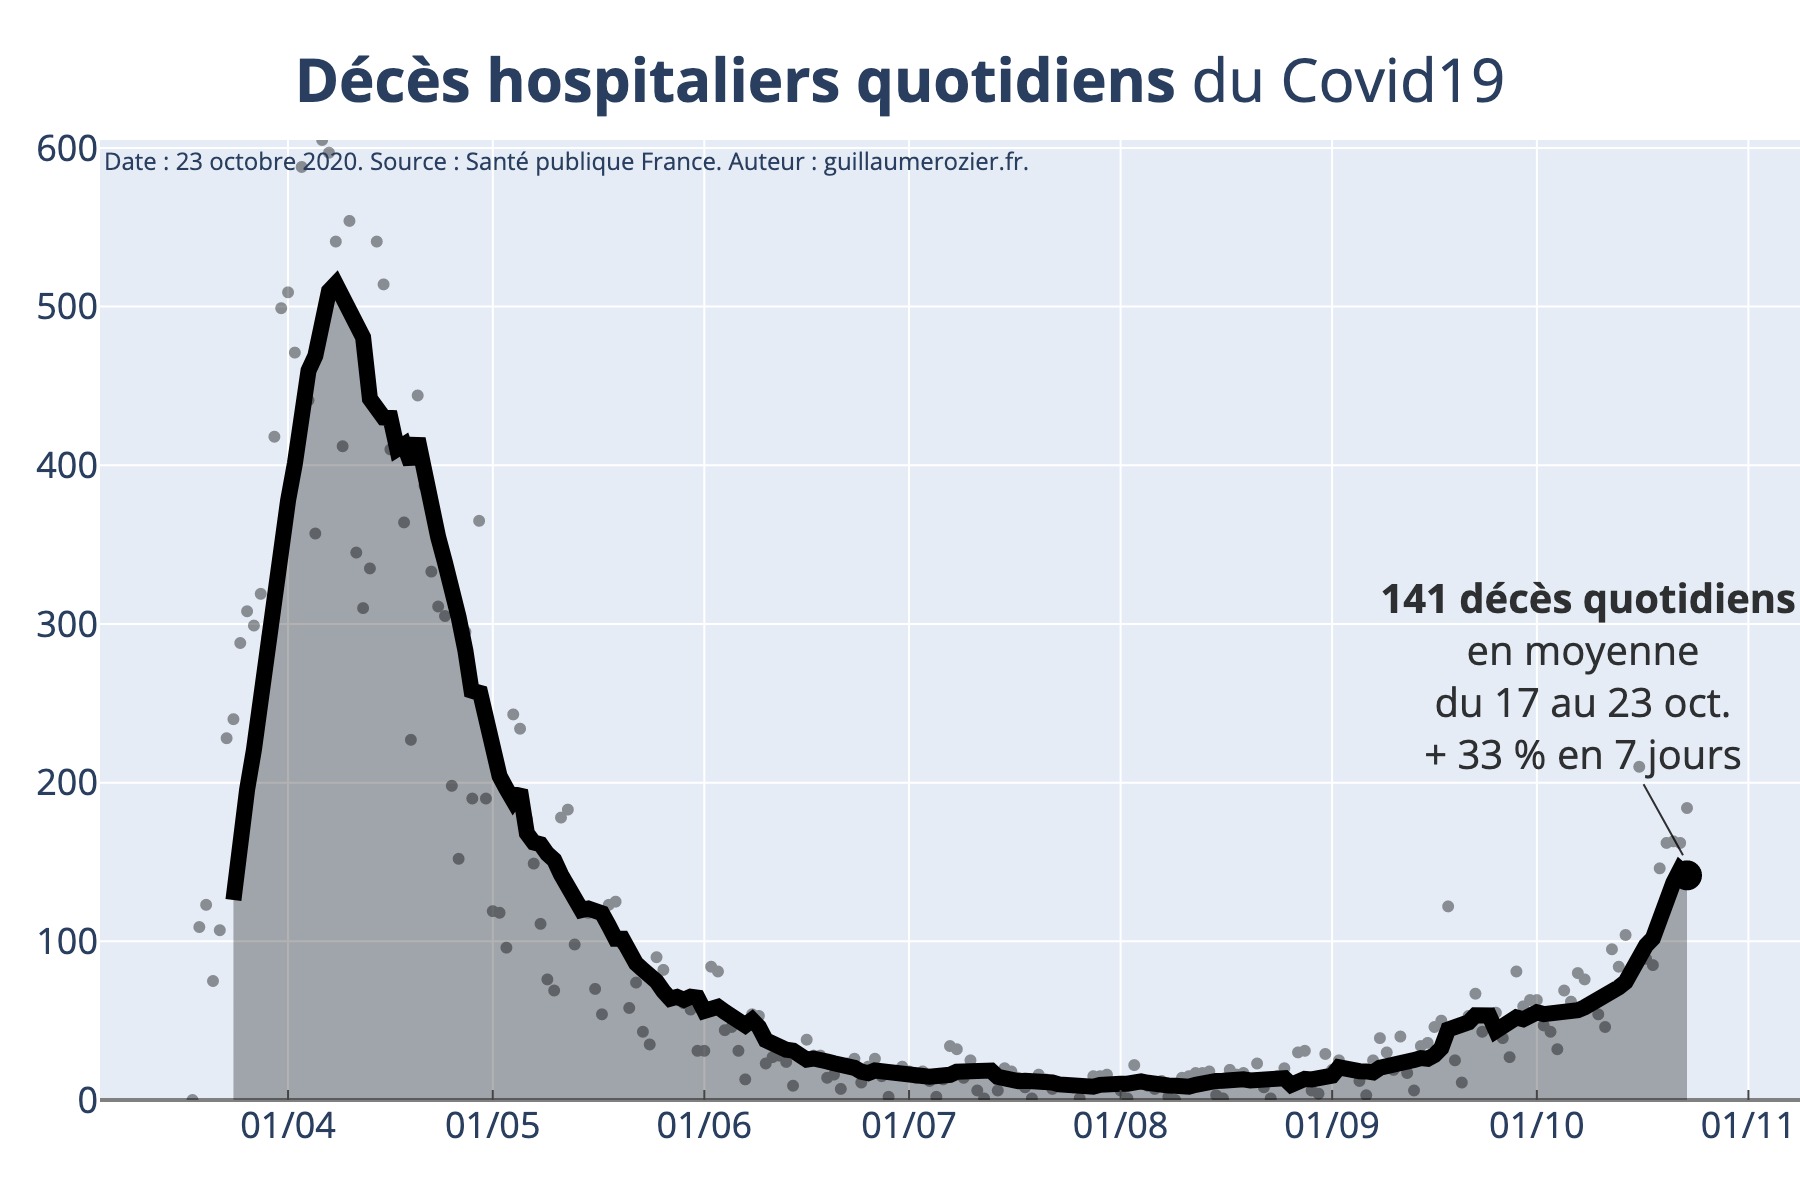 Décès hospitaliers quotidiens du Covid19
600
Date : 23 octobre 2020. Source : Santé publique France. Auteur : guillaumerozier.fr.
500
400
300
200
100
0
141 décès quotidiens
en moyenne
du 17 au 23 oct.
+ 33 % en 7 jours
01/04 01/05 01/06 01/07 01/08 01/09 01/10 01/11